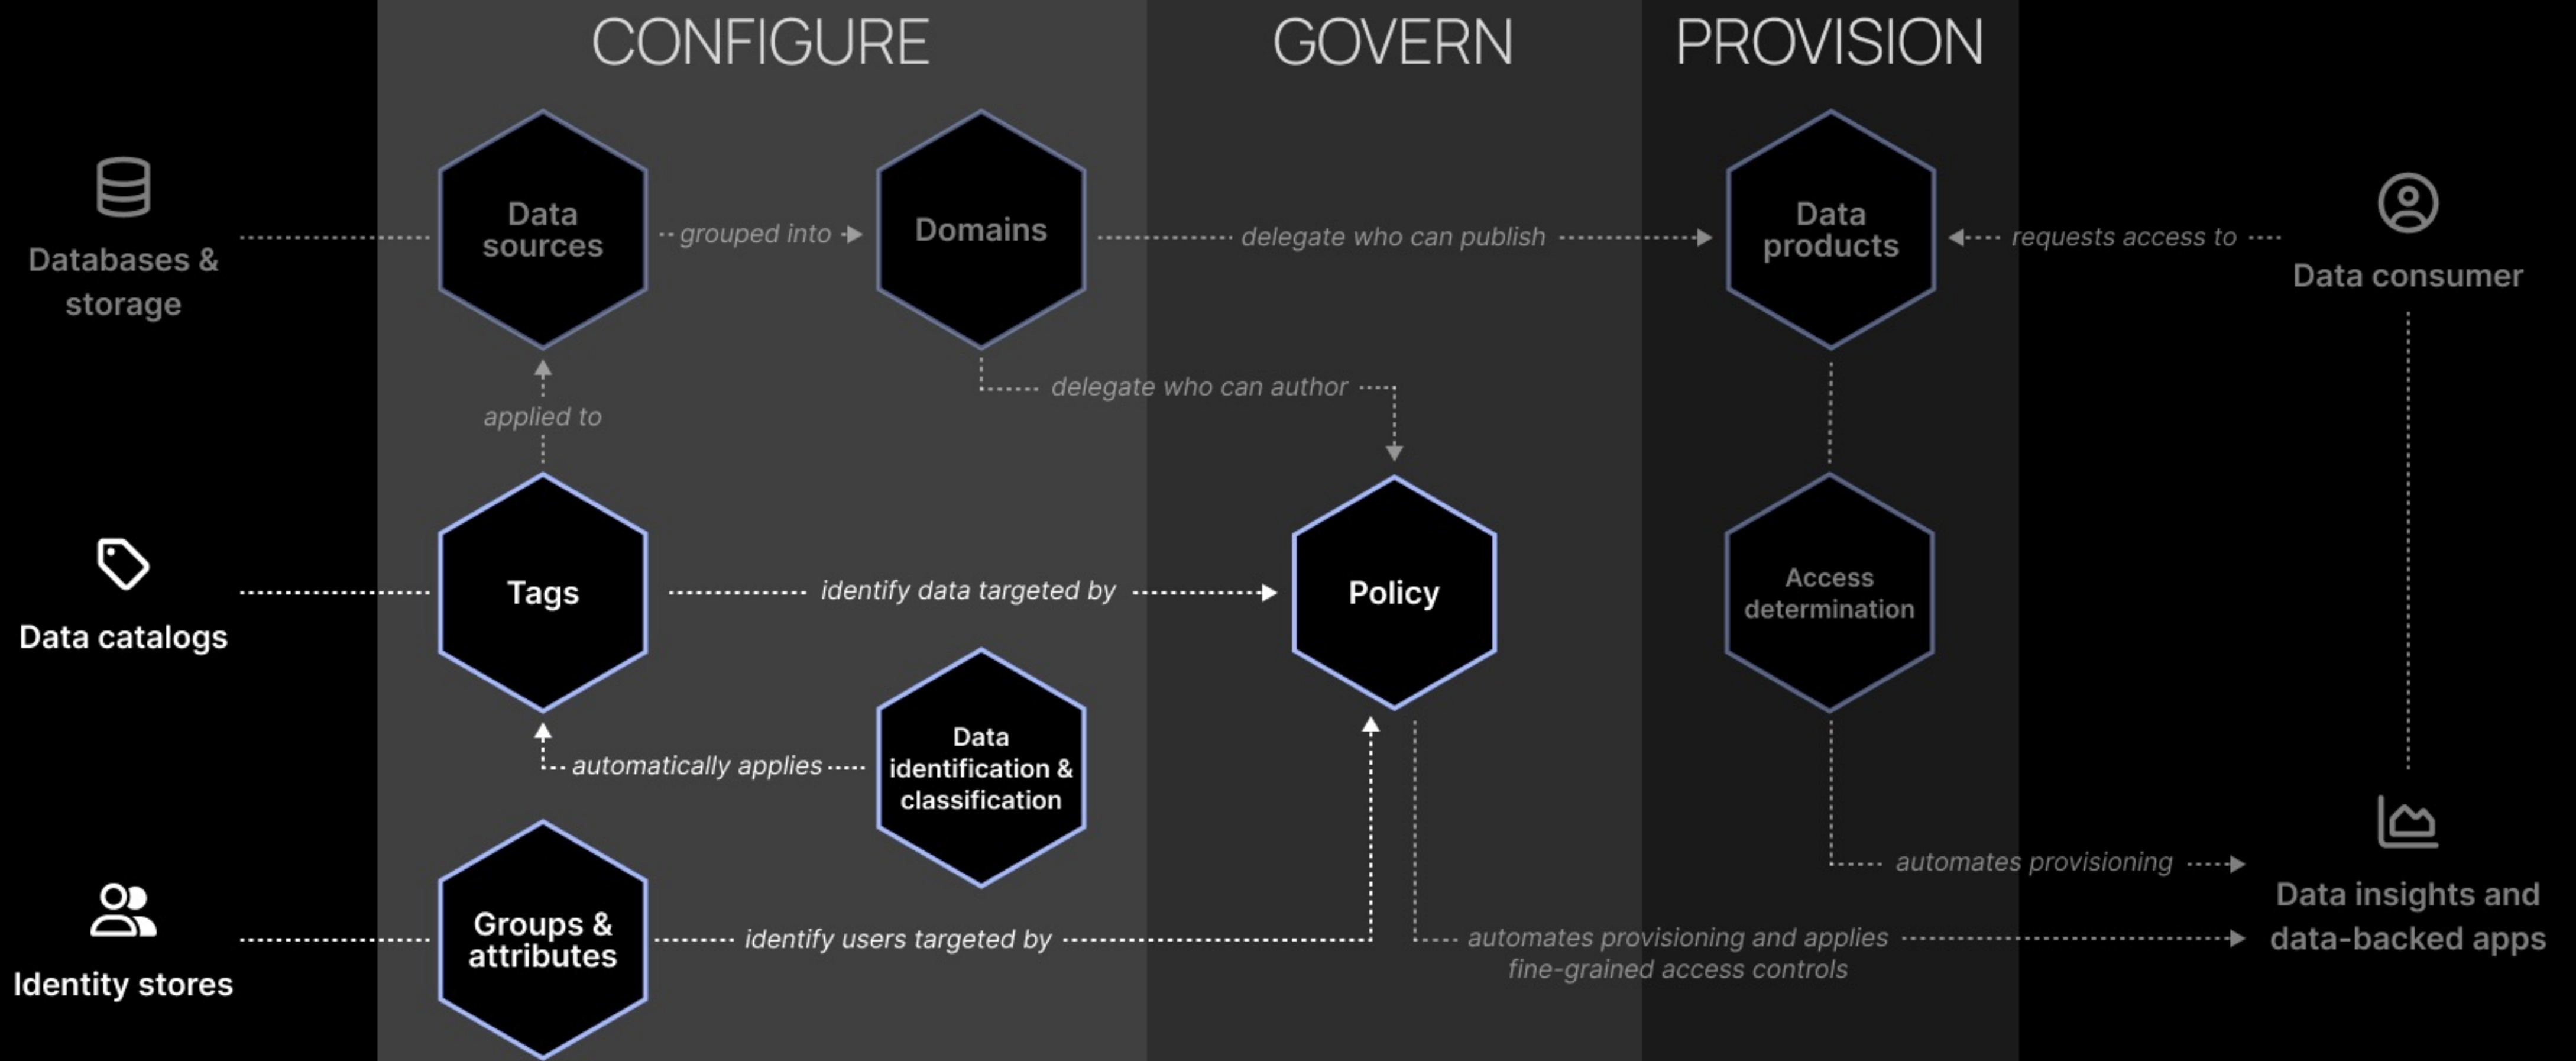 CONFIGURE
GOVERN
PROVISION
Databases &
storage
Data
sources
grouped into
Domains
delegate who can publish
Data
products
requests access to
Data consumer
applied to
delegate who can author
Data catalogs
Tags
identify data targeted by
Policy
Access
determination
automatically applies
Data
identification &
classification
Identity stores
Groups &
attributes
identify users targeted by
automates provisioning
automates provisioning and applies
fine-grained access controls
Data insights and
data-backed apps